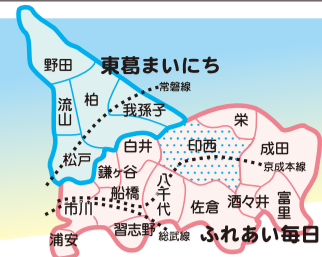 野田
東葛まいにち
常磐線
柏
流山
我孫子
松戸
栄
白井
印西
成田
京成本線
鎌ヶ谷
八千代
船橋
市川
佐倉
酒々井
富里
習志野
総武線
浦安
ふれあい毎日